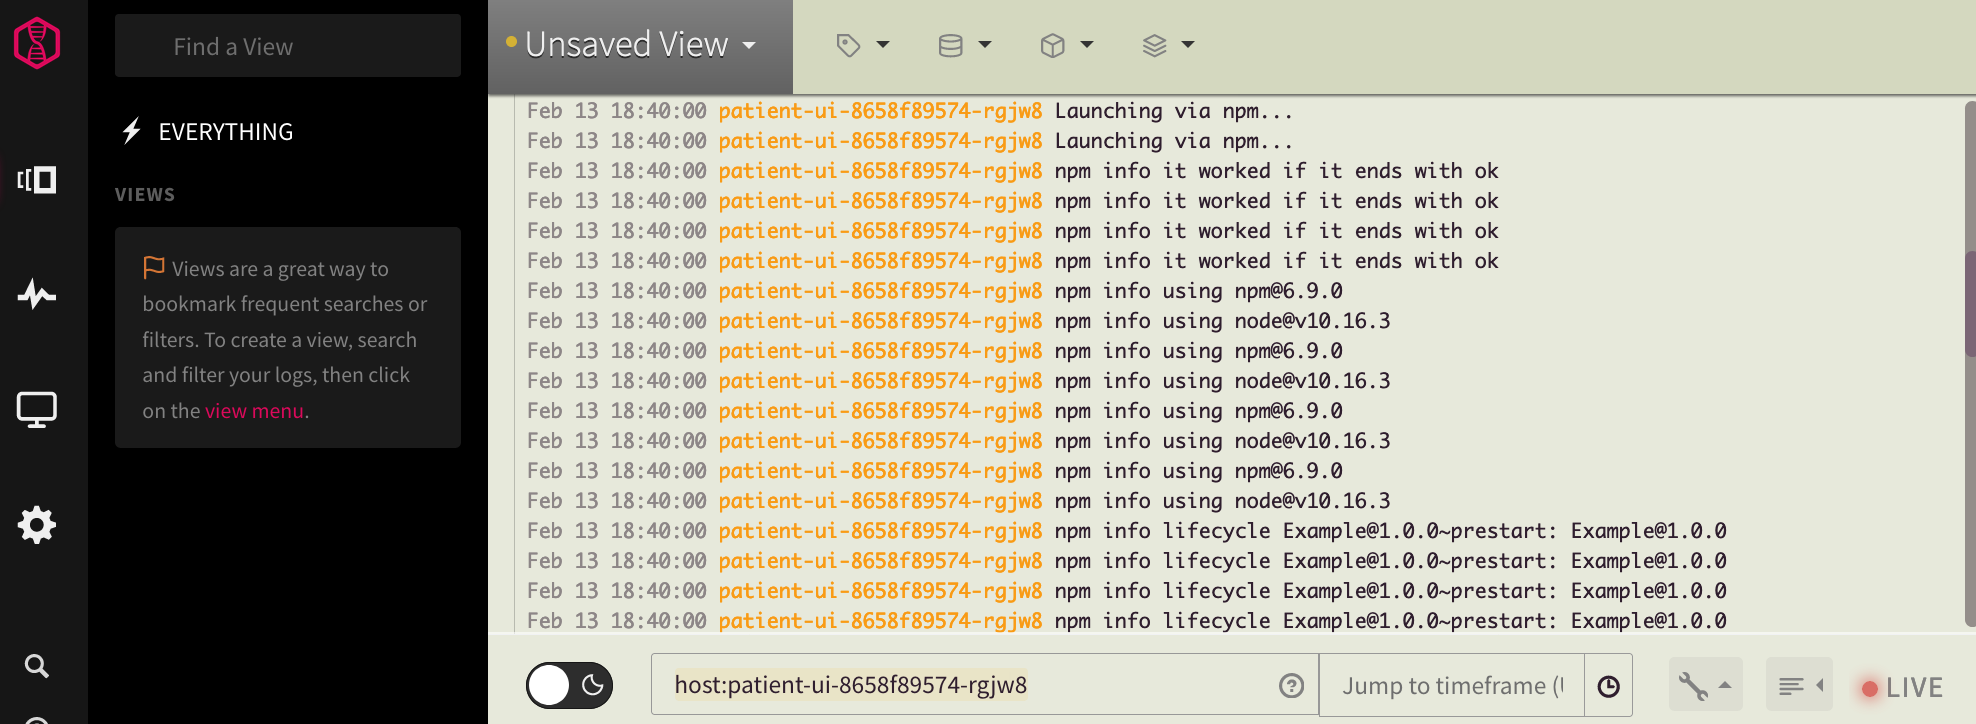 Find a View
EVERYTHING
VIEWS
Views are a great way to
bookmark frequent searches or
filters. To create a view, search
and filter your logs, then click
on the view menu.
Unsaved View
Feb 13 18:40:00 patient-ui-8658f89574-rgjw8 Launching via npm...
Feb 13 18:40:00 patient-ui-8658f89574-rgjw8 Launching via npm...
Feb 13 18:40:00 patient-ui-8658f89574-rgjw8 npm info it worked if it ends with ok
Feb 13 18:40:00 patient-ui-8658f89574-rgjw8 npm info it worked if it ends with ok
Feb 13 18:40:00 patient-ui-8658f89574-rgjw8 npm info it worked if it ends with ok
Feb 13 18:40:00 patient-ui-8658f89574-rgjw8 npm info it worked if it ends with ok
Feb 13 18:40:00 patient-ui-8658f89574-rgjw8 npm info using npm@6.9.0
Feb 13 18:40:00 patient-ui-8658f89574-rgjw8 npm info using node@v10.16.3
Feb 13 18:40:00 patient-ui-8658f89574-rgjw8 npm info using npm@6.9.0
Feb 13 18:40:00 patient-ui-8658f89574-rgjw8 npm info using node@v10.16.3
Feb 13 18:40:00 patient-ui-8658f89574-rgjw8 npm info using npm@6.9.0
Feb 13 18:40:00 patient-ui-8658f89574-rgjw8 npm info using node@v10.16.3
Feb 13 18:40:00 patient-ui-8658f89574-rgjw8 npm info using npm@6.9.0
Feb 13 18:40:00 patient-ui-8658f89574-rgjw8 npm info using node@v10.16.3
Feb 13 18:40:00 patient-ui-8658f89574-rgjw8 npm info lifecycle Example@1.0.0~prestart: Example@1.0.0
Feb 13 18:40:00 patient-ui-8658f89574-rgjw8 npm info lifecycle Example@1.0.0~prestart: Example@1.0.0
Feb 13 18:40:00 patient-ui-8658f89574-rgjw8 npm info lifecycle Example@1.0.0~prestart: Example@1.0.0
Feb 13 18:40:00 patient-ui-8658f89574-rgjw8 npm info lifecycle Example@1.0.0~prestart: Example@1.0.0
host:patient-ui-8658f89574-rgjw8
Jump to timeframe (
LIVE